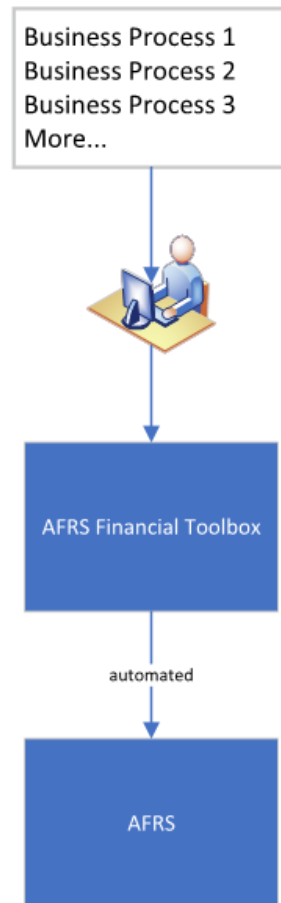 Business Process 1
Business Process 2
Business Process 3
More...
AFRS Financial Toolbox
automated
AFRS